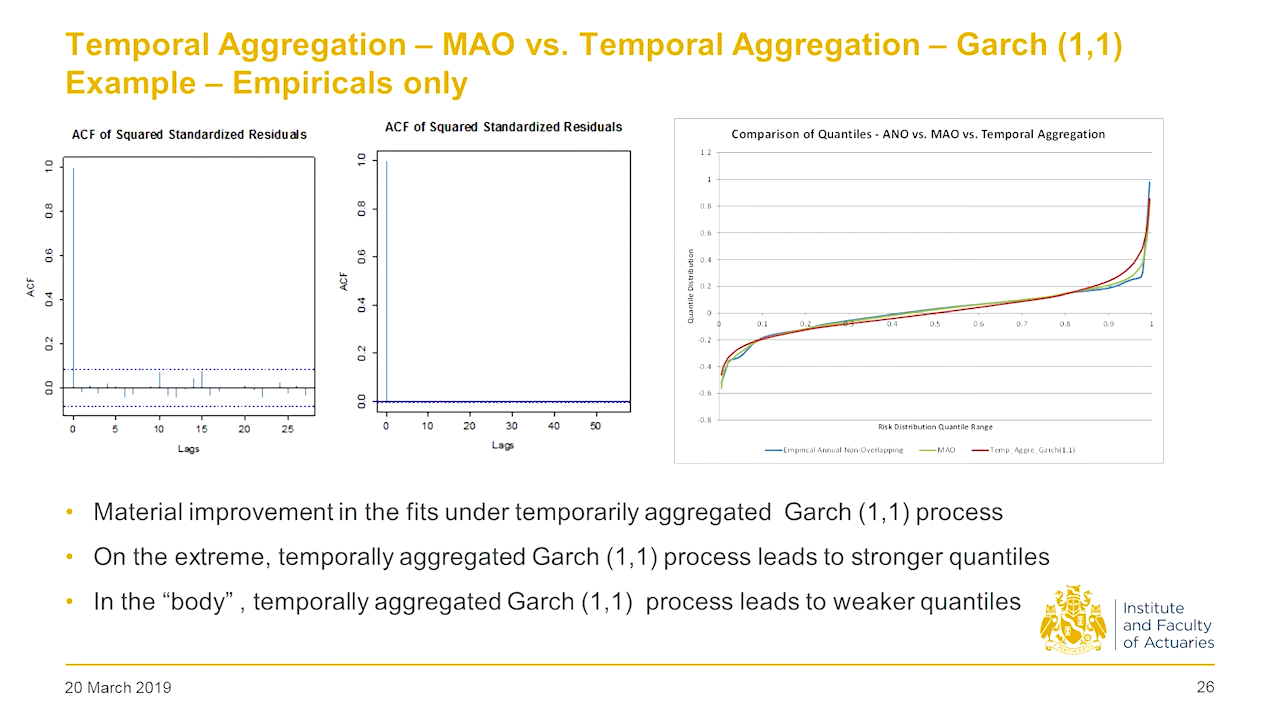 Temporal Aggregation – MAO vs. Temporal Aggregation – Garch (1,1)
Example – Empiricals only
ACF of Squared Standardized Residuals
ACF
1.0
0.8
0.6
0.4
0.2
0.0
0 5 10 15 20 25
Lags
ACF of Squared Standardized Residuals
ACF
1.0
0.8
0.6
0.4
0.2
0.0
0 10 20 30 40 50
Lags
Comparison of Quantiles - ANO vs. MAO vs. Temporal Aggregation
Quantile Distribution
1.2
1
0.8
0.6
0.4
0.2
0
-0.2
-0.4
-0.6
-0.8
0 0.1 0.2 0.3 0.4 0.5 0.6 0.7 0.8 0.9 1
Risk Distribution Quantile Range
Empirical Annual Non-Overlapping MAO Temp_Aggre_Garch(1,1)
• Material improvement in the fits under temporarily aggregated Garch (1,1) process
• On the extreme, temporally aggregated Garch (1,1) process leads to stronger quantiles
• In the “body” , temporally aggregated Garch (1,1) process leads to weaker quantiles
Institute
and Faculty
of Actuaries
20 March 2019
26